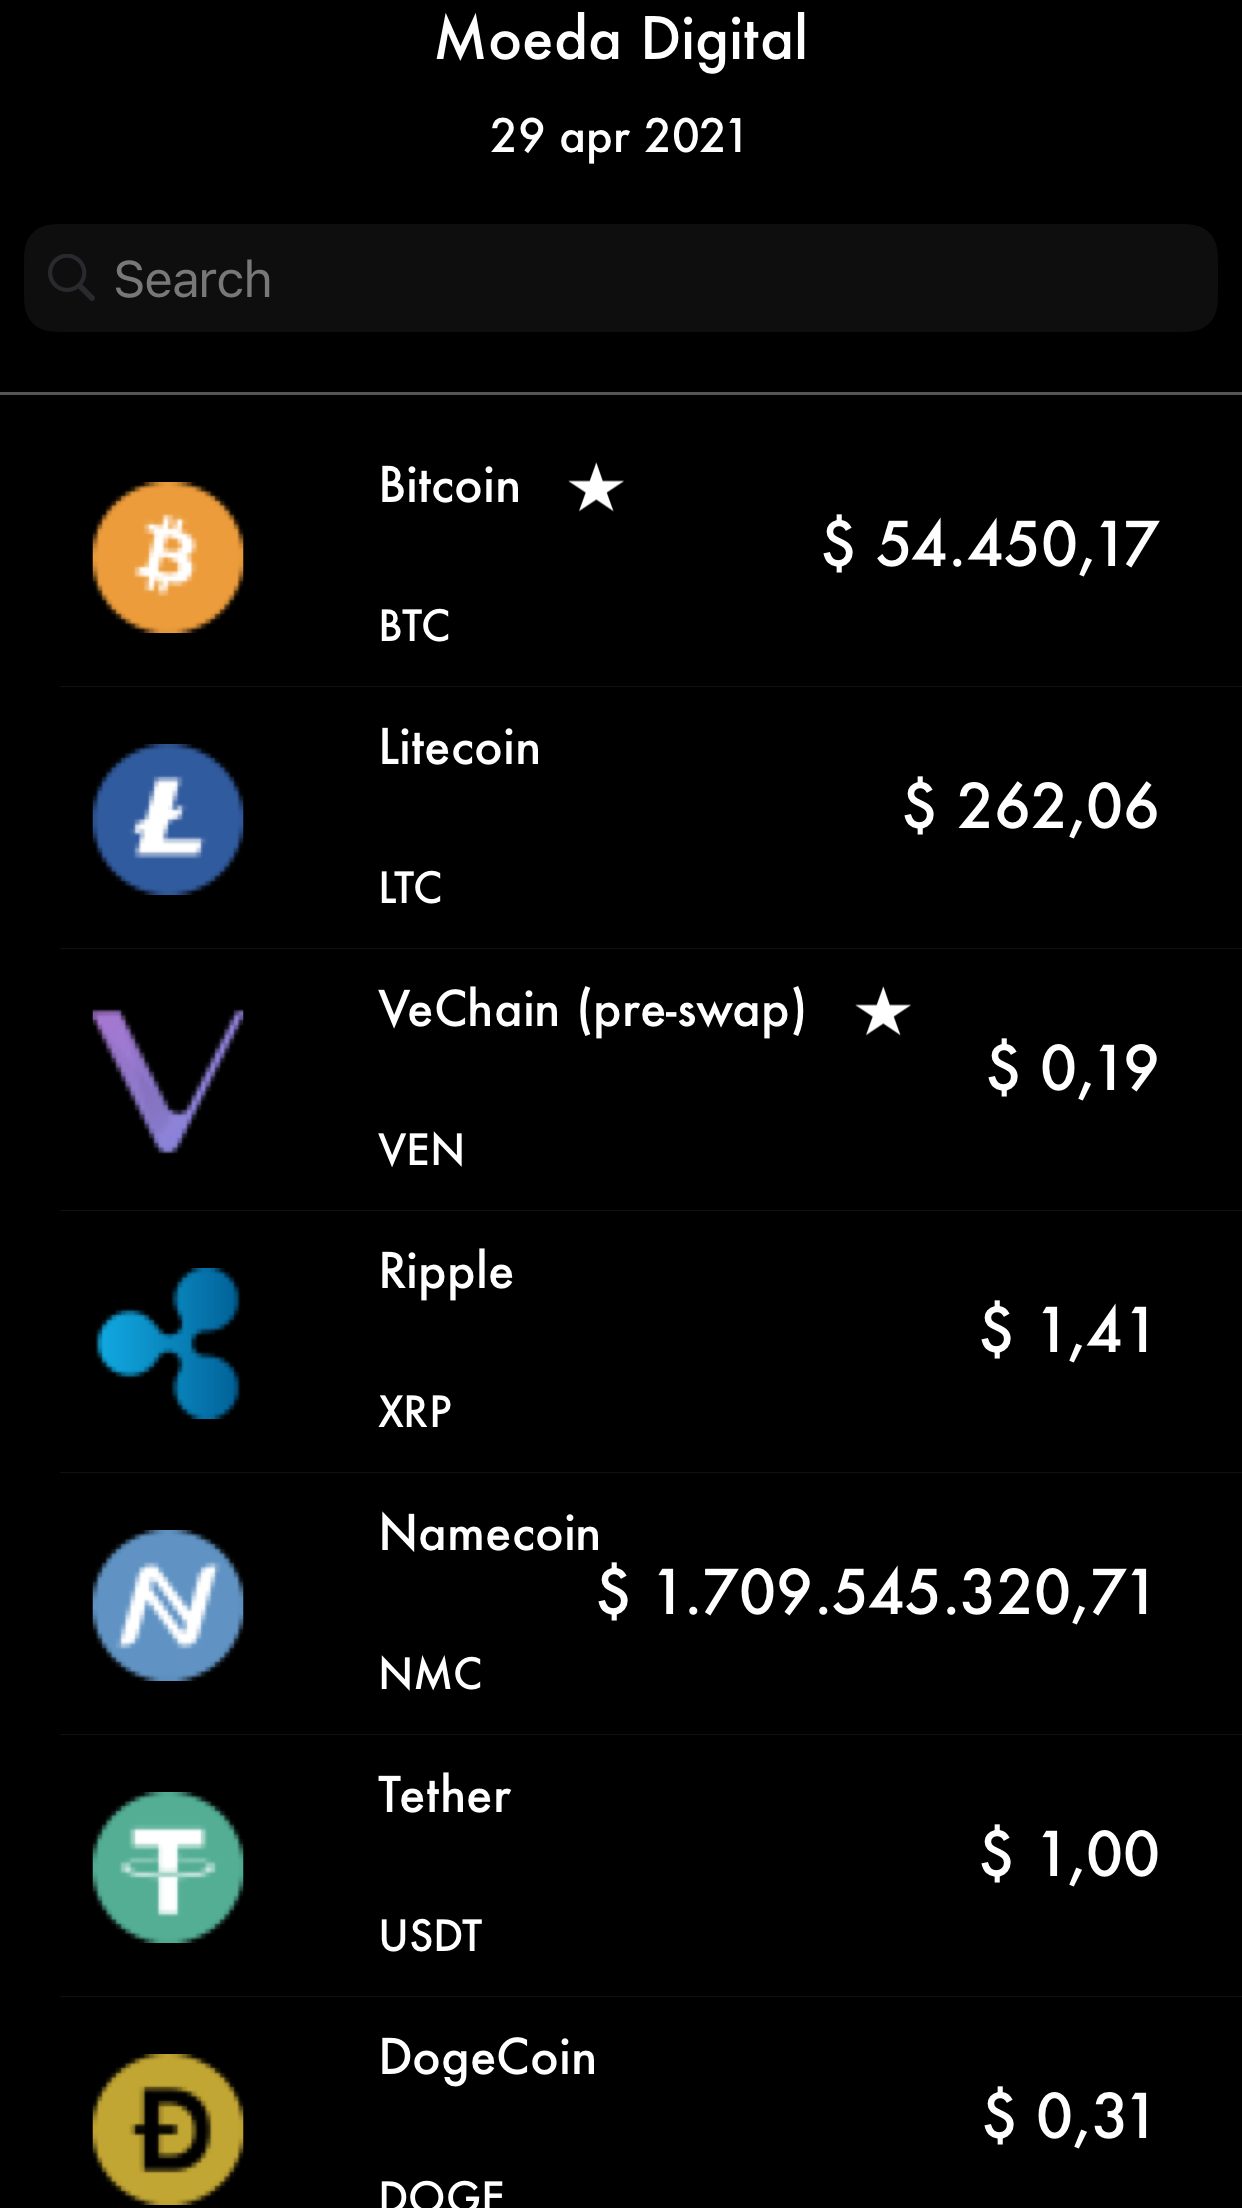 Moeda Digital
29 apr 2021
Search
Bitcoin ★
$ 54.450,17
BTC
Litecoin
$ 262,06
LTC
VeChain (pre-swap) ★
$ 0,19
VEN
Ripple
$ 1,41
XRP
Namecoin
$ 1.709.545.320,71
NMC
Tether
$ 1,00
USDT
DogeCoin
$ 0,31
DOGE